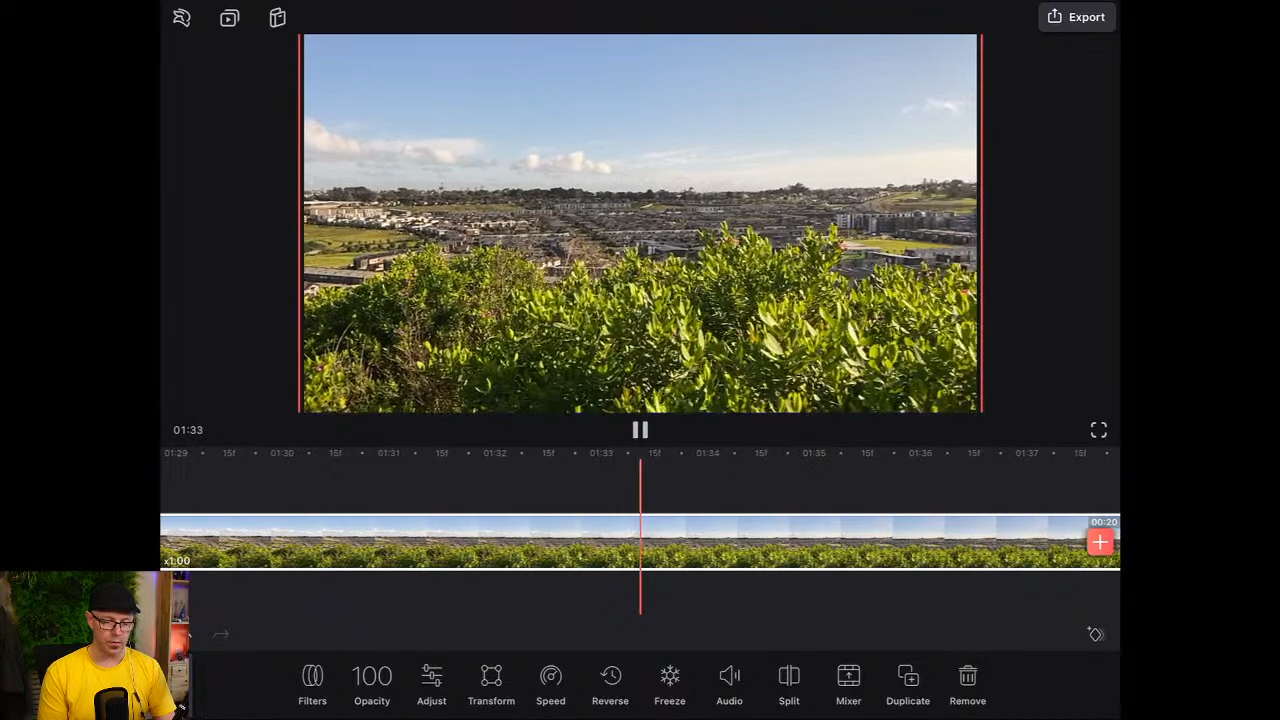 Export
01:33
01:29 15f 01:30 15f 01:31 15f 01:32 15f 01:33 15f 01:34 15f 01:35 15f 01:36 15f 01:37 15f
00:20
x1.00
100
Filters Opacity Adjust Transform Speed Reverse Freeze Audio Split Mixer Duplicate Remove